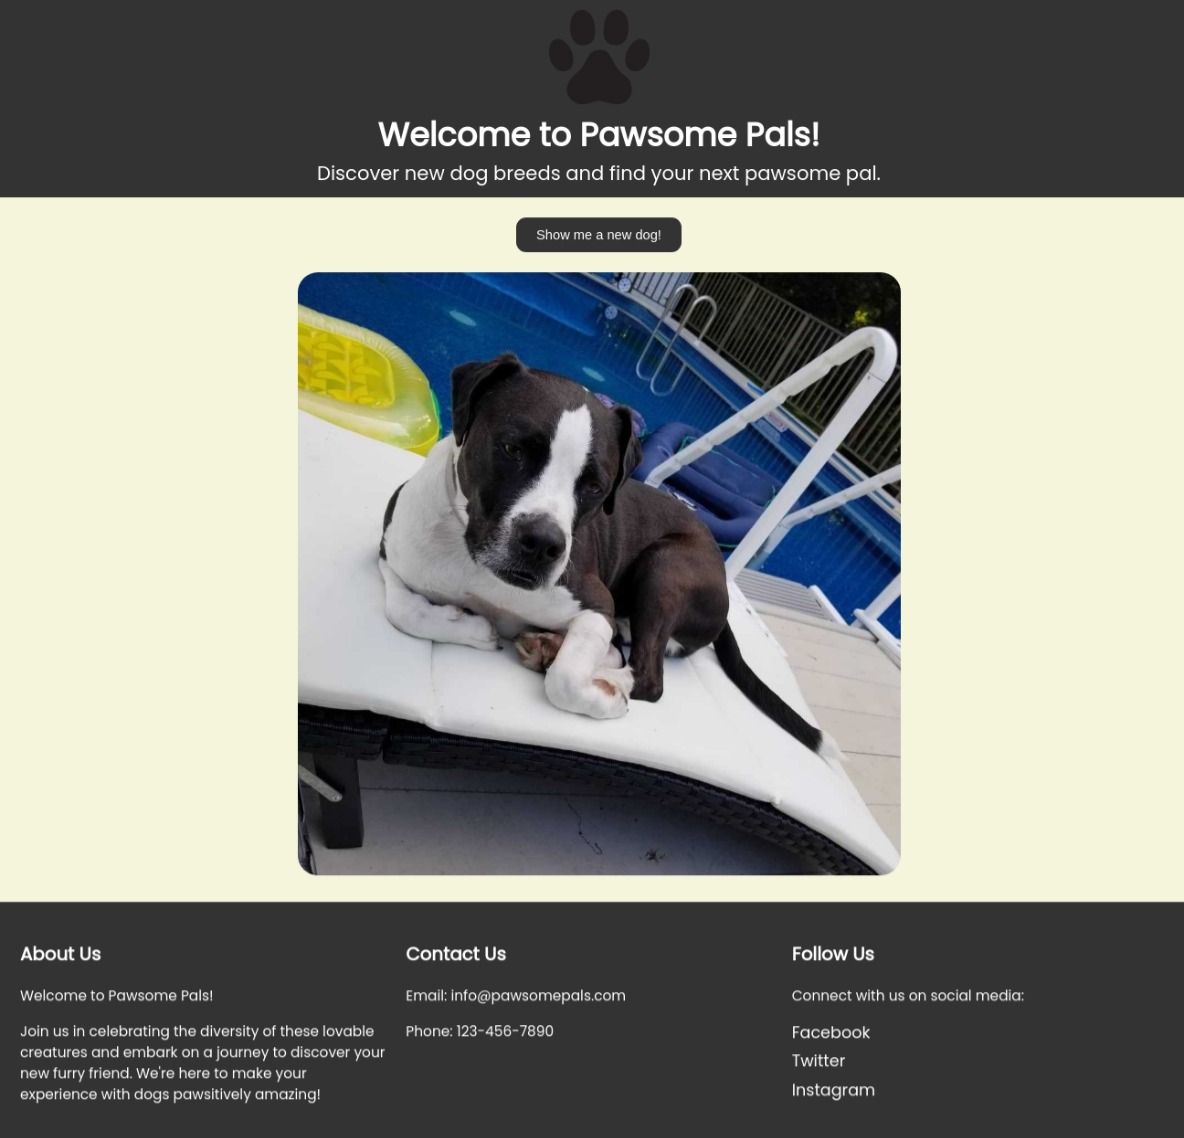 Welcome to Pawsome Pals!
Discover new dog breeds and find your next pawsome pal.
Show me a new dog!
About Us
Welcome to Pawsome Pals!
Join us in celebrating the diversity of these lovable
creatures and embark on a journey to discover your
new furry friend. We're here to make your
experience with dogs pawsitively amazing!
Contact Us
Email: info@pawsomepals.com
Phone: 123-456-7890
Follow Us
Connect with us on social media:
Facebook
Twitter
Instagram